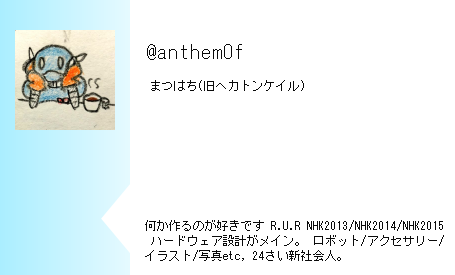 @anthem0f
まつはち(旧ヘカトンケイル)
何か作るのが好きです R.U.R NHK2013/NHK2014/NHK2015
ハードウェア設計がメイン。 ロボット/アクセサリー/
イラスト/写真etc, 24さい新社会人。